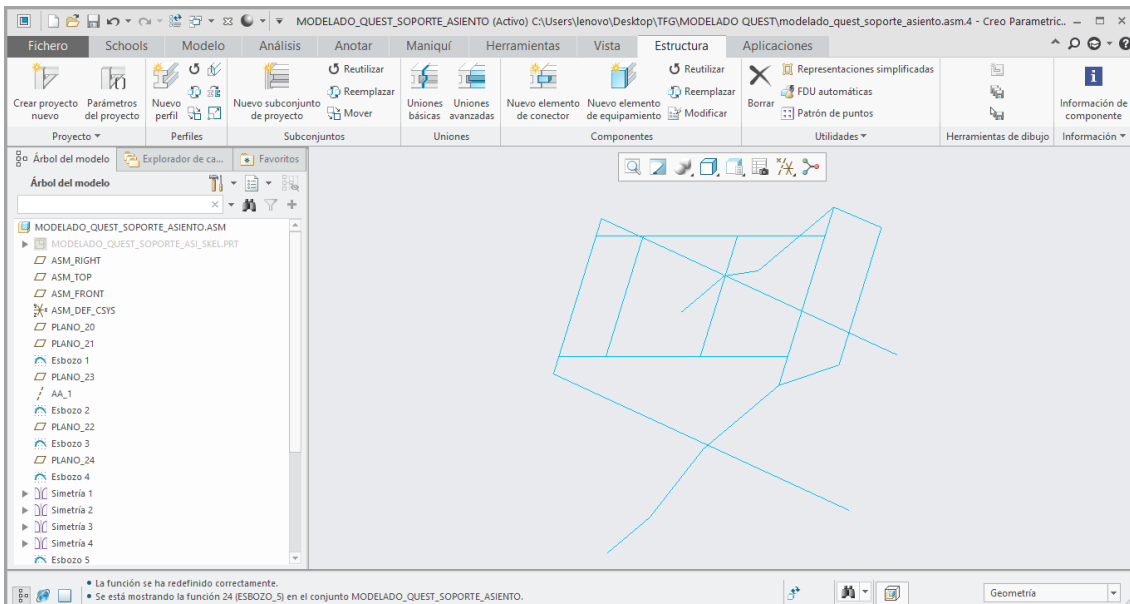 MODELADO_QUEST_SOPORTE_ASIENTO (Activo) C:\Users\lenovo\Desktop\TFG\MODELADO QUEST\modelado_quest_soporte_asiento.asm.4 - Creo Parametric..
Fichero Schools Modelo Análisis Anotar Maniquí Herramientas Vista Estructura Aplicaciones
Crear proyecto nuevo
Parámetros del proyecto
Nuevo perfil
Nuevo subconjunto de proyecto
Reutilizar
Reemplazar
Mover
Uniones básicas
Uniones avanzadas
Nuevo elemento de conector
Nuevo elemento de equipamiento
Reutilizar
Reemplazar
Modificar
Borrar
Representaciones simplificadas
FDU automáticas
Patrón de puntos
Información de componente
Proyecto Perfiles Subconjuntos Uniones Componentes Utilidades Herramientas de dibujo Información
Árbol del modelo Explorador de ca... Favoritos
Árbol del modelo
MODELADO_QUEST_SOPORTE_ASIENTO.ASM
MODELADO_QUEST_SOPORTE_ASI_SKEL.PRT
ASM_RIGHT
ASM_TOP
ASM_FRONT
ASM_DEF_CSYS
PLANO_20
PLANO_21
Esbozo 1
PLANO_23
AA_1
Esbozo 2
PLANO_22
Esbozo 3
PLANO_24
Esbozo 4
Simetría 1
Simetría 2
Simetría 3
Simetría 4
Esbozo 5
• La función se ha redefinido correctamente.
• Se está mostrando la función 24 (ESBOZO_5) en el conjunto MODELADO_QUEST_SOPORTE_ASIENTO.
Geometría